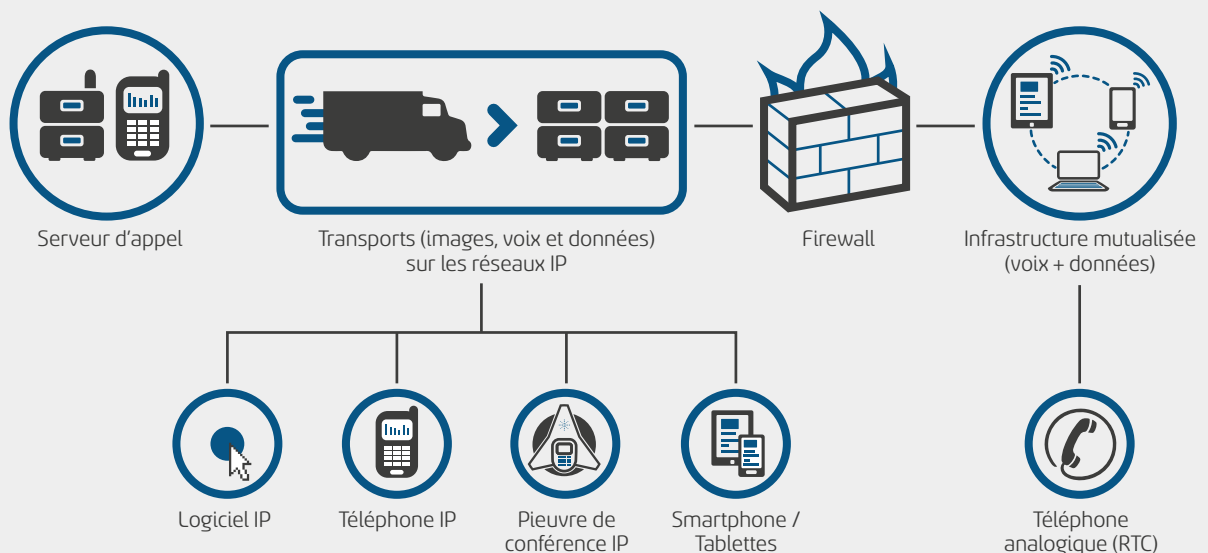 Serveur d'appel
Transports (images, voix et données)
sur les réseaux IP
Firewall
Infrastructure mutualisée
(voix + données)
Logiciel IP
Téléphone IP
Pieuvre de
conférence IP
Smartphone /
Tablettes
Téléphone
analogique (RTC)